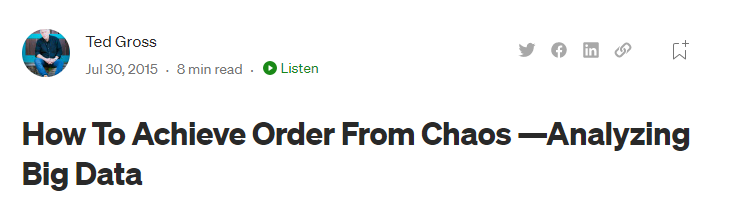 Ted Gross
Jul 30, 2015 · 8 min read · Listen
How To Achieve Order From Chaos —Analyzing
Big Data